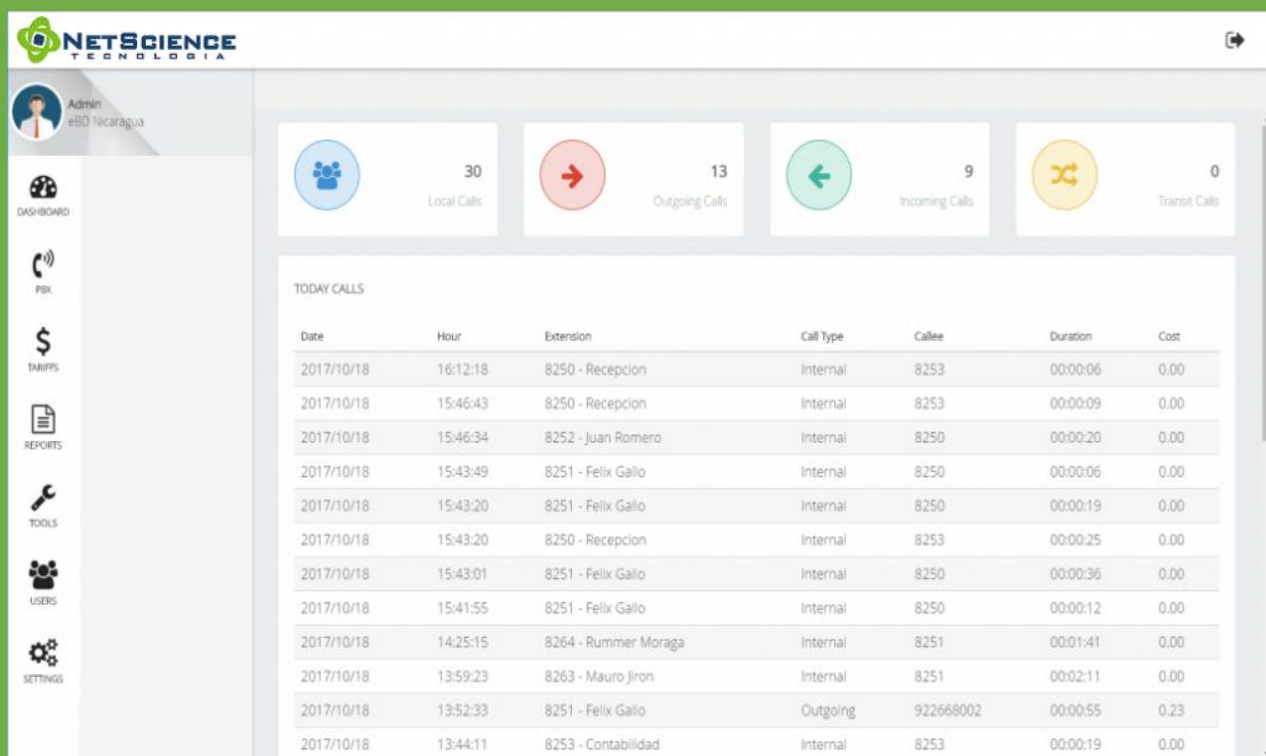 NETSCIENCE
TECNOLOGIA
Admin
eBD Nicaragua
DASHBOARD
PBX
TARIFFS
REPORTS
TOOLS
USERS
SETTINGS
30
Local Calls
13
Outgoing Calls
9
Incoming Calls
0
Transit Calls
TODAY CALLS
Date Hour Extension Call Type Callee Duration Cost
2017/10/18 16:12:18 8250 - Recepcion Internal 8253 00:00:06 0.00
2017/10/18 15:46:43 8250 - Recepcion Internal 8253 00:00:09 0.00
2017/10/18 15:46:34 8252 - Juan Romero Internal 8250 00:00:20 0.00
2017/10/18 15:43:49 8251 - Felix Gallo Internal 8250 00:00:06 0.00
2017/10/18 15:43:20 8251 - Felix Gallo Internal 8250 00:00:19 0.00
2017/10/18 15:43:20 8250 - Recepcion Internal 8253 00:00:25 0.00
2017/10/18 15:43:01 8251 - Felix Gallo Internal 8250 00:00:36 0.00
2017/10/18 15:41:55 8251 - Felix Gallo Internal 8250 00:00:12 0.00
2017/10/18 14:25:15 8264 - Rummer Moraga Internal 8251 00:01:41 0.00
2017/10/18 13:59:23 8263 - Mauro Jiron Internal 8251 00:02:11 0.00
2017/10/18 13:52:33 8251 - Felix Gallo Outgoing 922668002 00:00:55 0.23
2017/10/18 13:44:11 8253 - Contabilidad Internal 8253 00:00:19 0.00